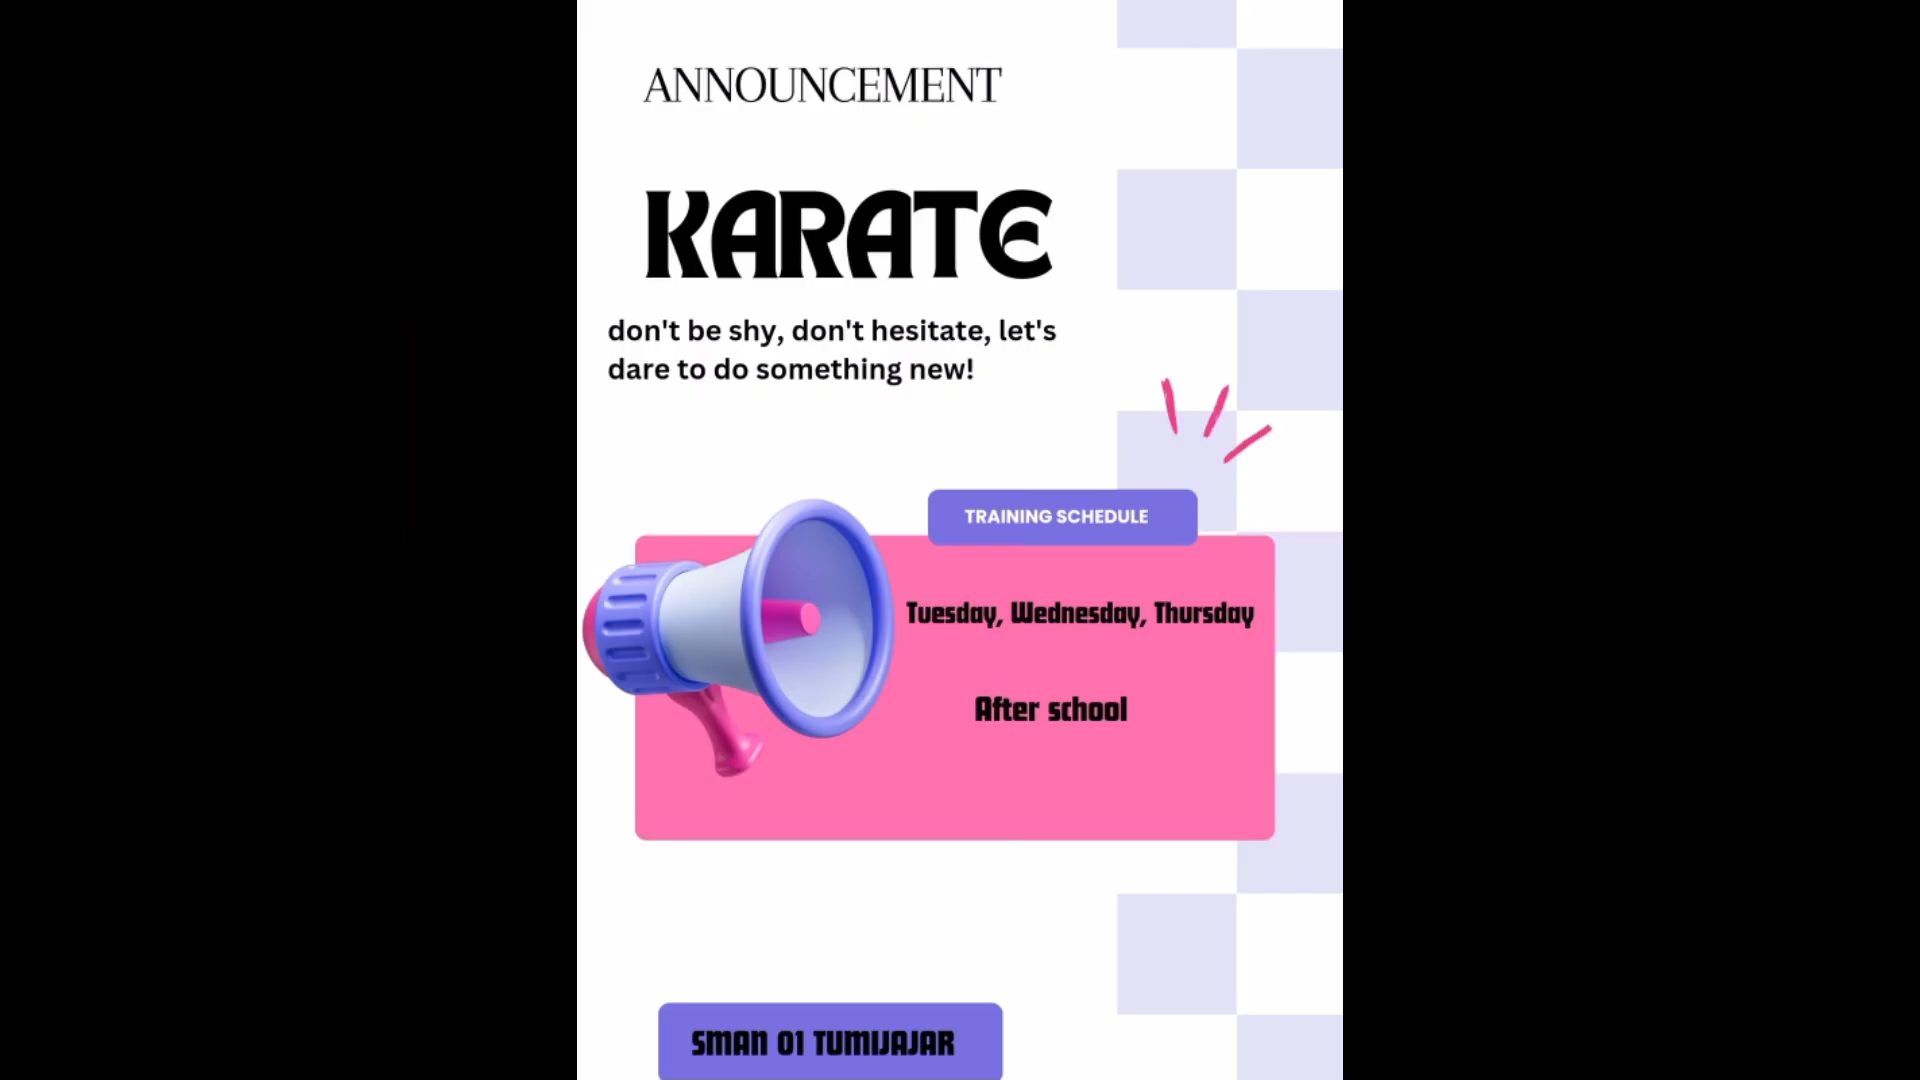 ANNOUNCEMENT
KARATE
don't be shy, don't hesitate, let's
dare to do something new!
TRAINING SCHEDULE
Tuesday, Wednesday, Thursday
After school
SMAN 01 TUMIJAJAR